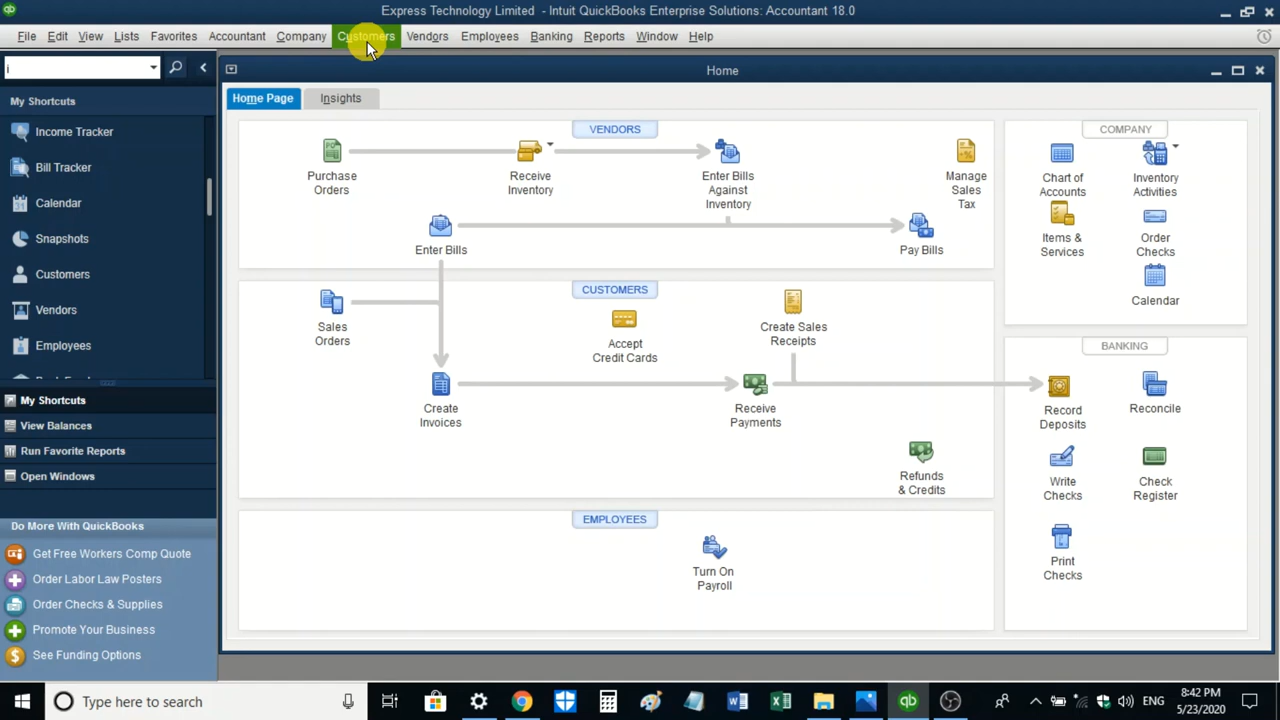 Express Technology Limited - Intuit QuickBooks Enterprise Solutions: Accountant 18.0
File Edit View Lists Favorites Accountant Company Customers Vendors Employees Banking Reports Window Help
Home
My Shortcuts
Income Tracker
Bill Tracker
Calendar
Snapshots
Customers
Vendors
Employees
My Shortcuts
View Balances
Run Favorite Reports
Open Windows
Do More With QuickBooks
Get Free Workers Comp Quote
Order Labor Law Posters
Order Checks & Supplies
Promote Your Business
See Funding Options
Home Page Insights
VENDORS
Purchase
Orders
Receive
Inventory
Enter Bills
Against
Inventory
Manage
Sales
Tax
Enter Bills
Pay Bills
CUSTOMERS
Sales
Orders
Accept
Credit Cards
Create Sales
Receipts
Create
Invoices
Receive
Payments
Refunds
& Credits
EMPLOYEES
Turn On
Payroll
COMPANY
Chart of
Accounts
Inventory
Activities
Items &
Services
Order
Checks
Calendar
BANKING
Record
Deposits
Reconcile
Write
Checks
Check
Register
Print
Checks
Type here to search
ENG
8:42 PM
5/23/2020